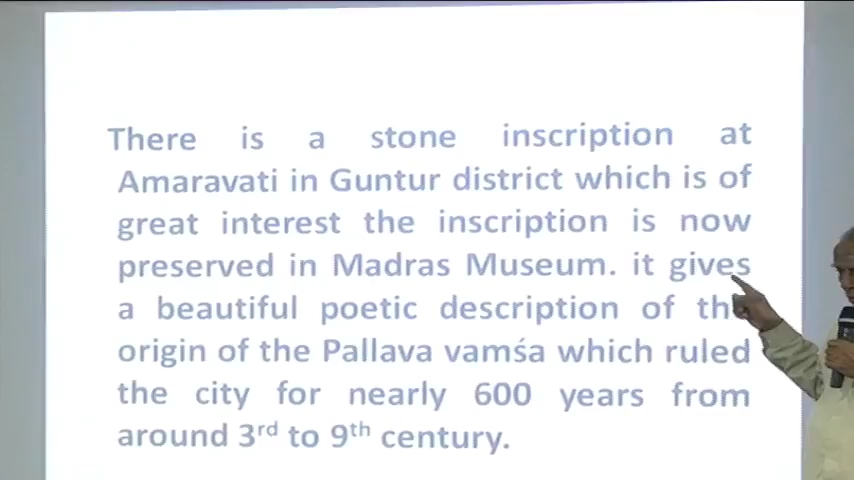 There is a stone inscription at
Amaravati in Guntur district which is of
great interest the inscription is now
preserved in Madras Museum. it gives
a beautiful poetic description of the
origin of the Pallava vamśa which ruled
the city for nearly 600 years from
around 3rd to 9th century.